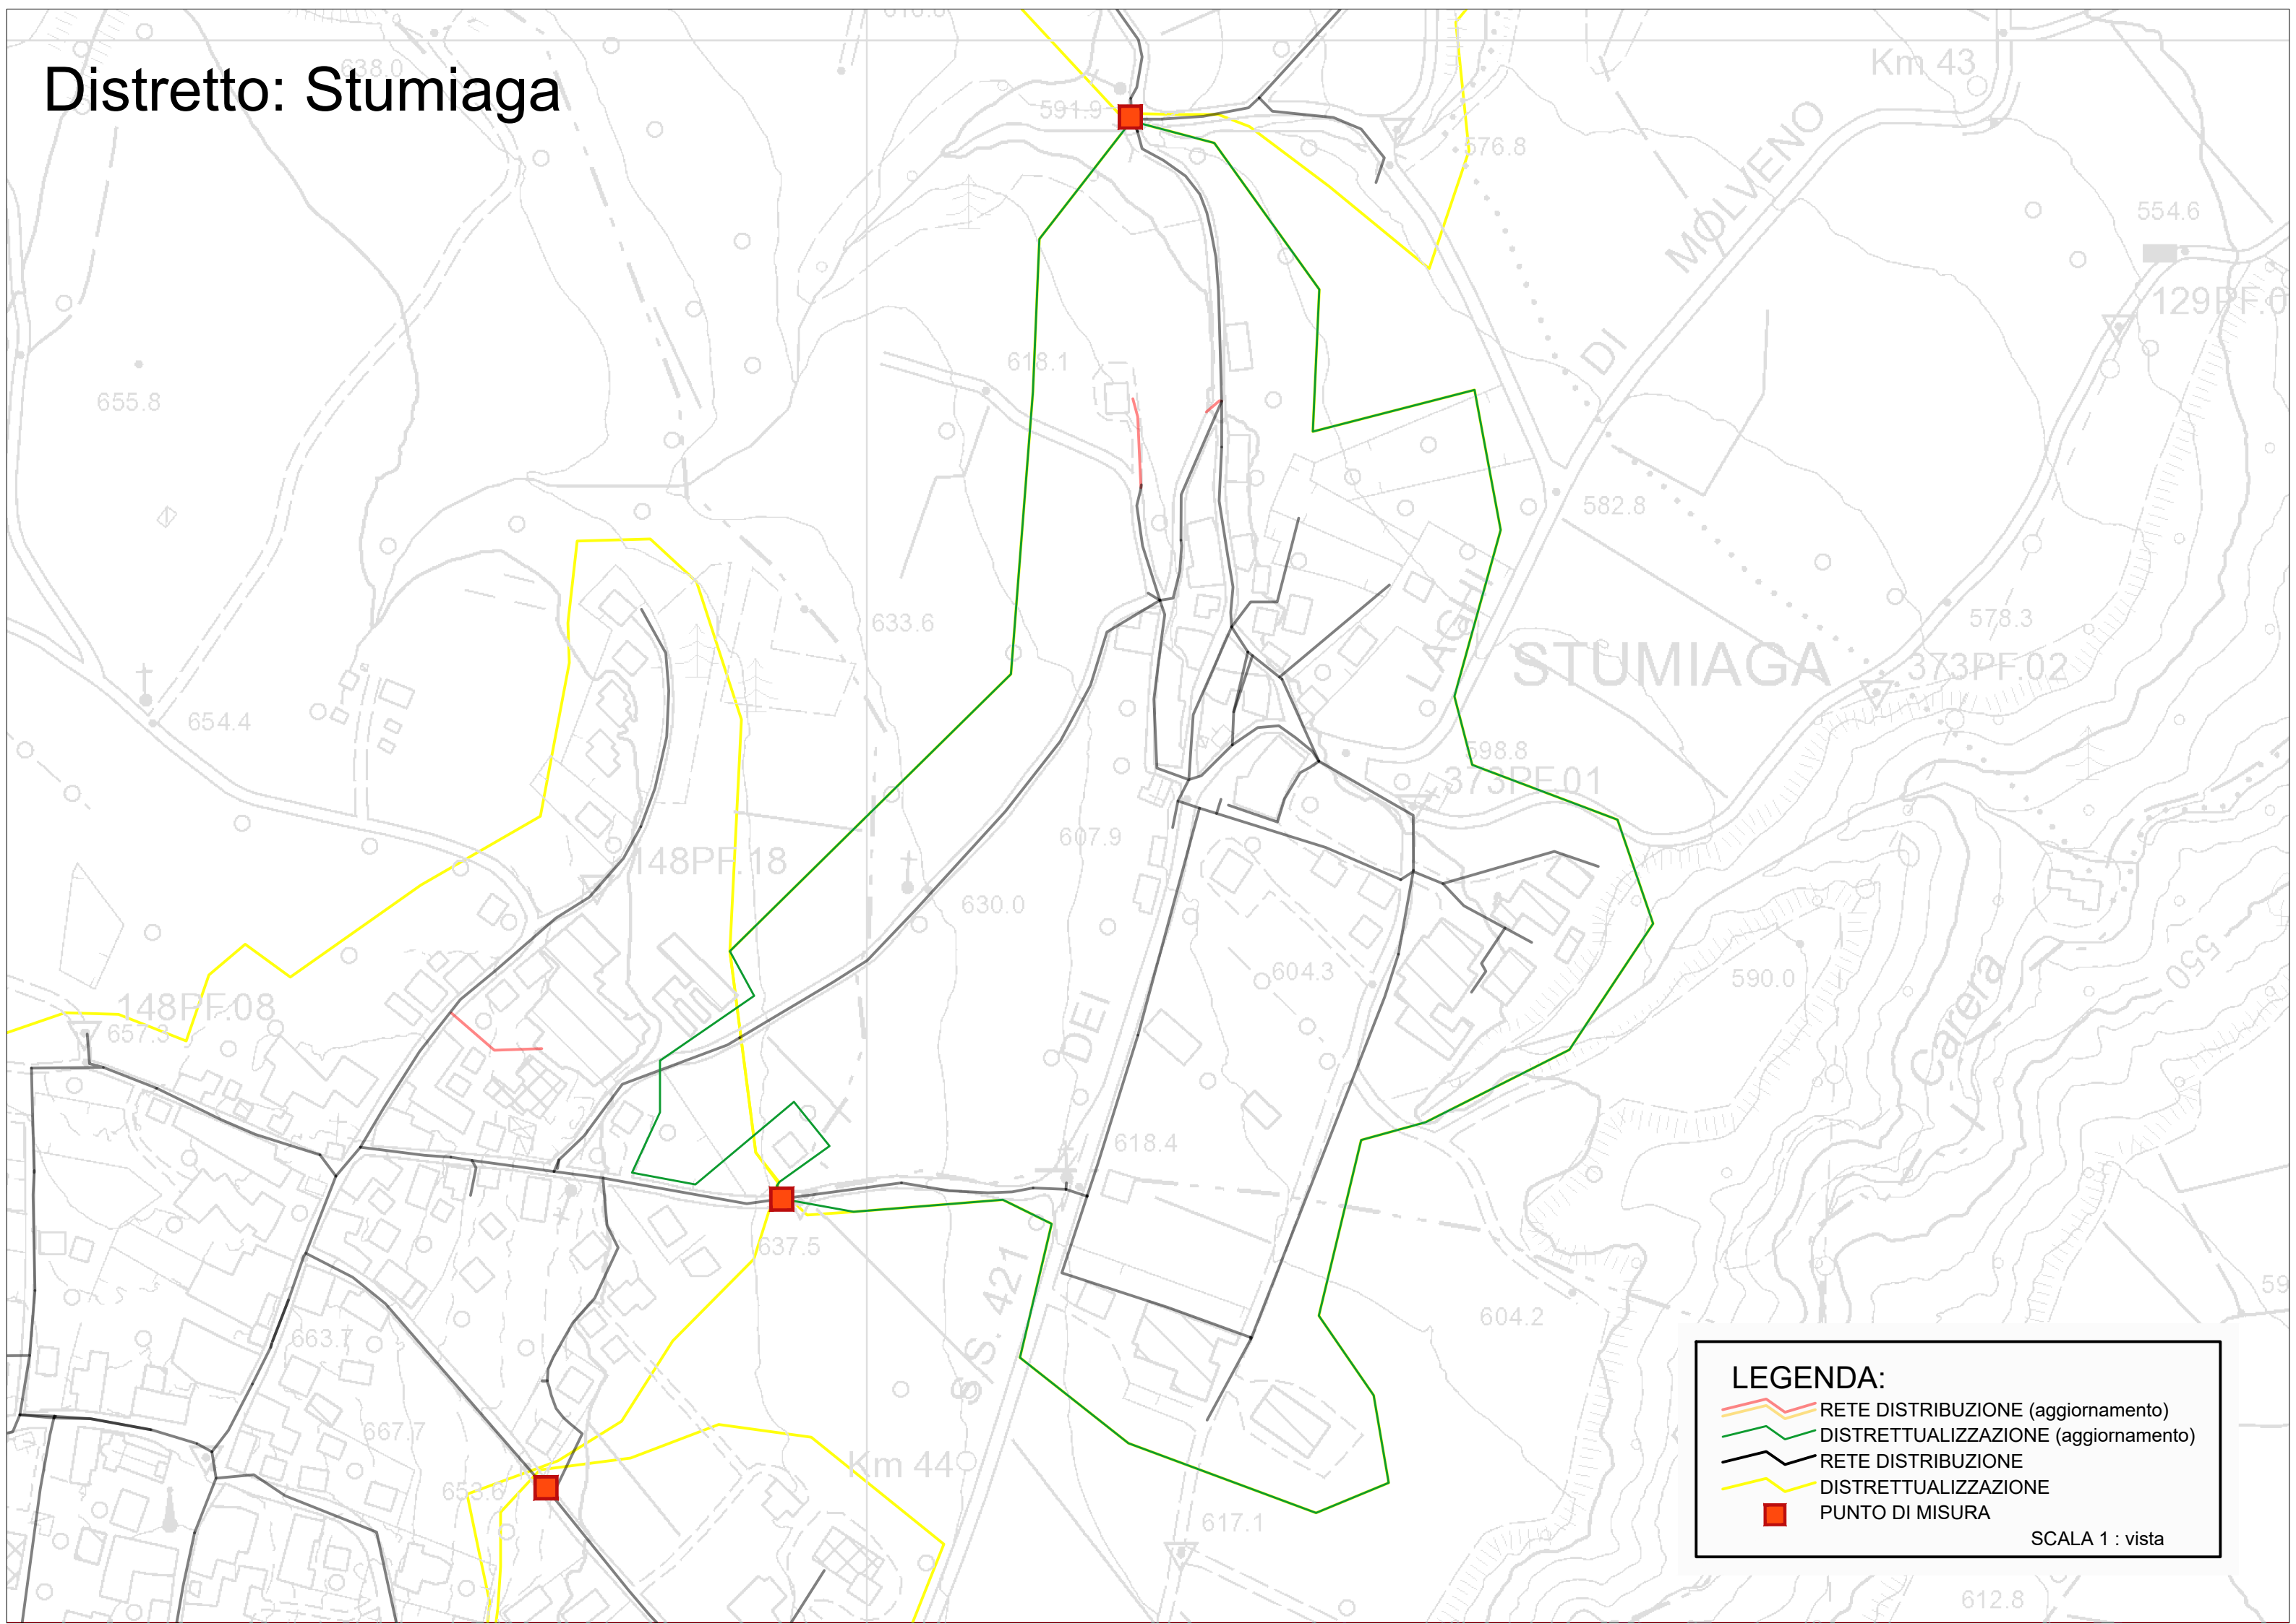 Distretto: Stumiaga
638.0
591.9
Km 43
576.8
MOLVENO
554.6
129PF.0
DI
618.1
655.8
582.8
LAGHI
633.6
578.3
STUMIAGA
373PF.02
654.4
598.8
373PF.01
607.9
148PF.18
630.0
604.3
590.0
550
148PF.08
657.3
DEI
Carera
618.4
637.5
S.S. 421
604.2
59
663.7
667.7
Km 44
653.6
617.1
612.8
LEGENDA:
RETE DISTRIBUZIONE (aggiornamento)
DISTRETTUALIZZAZIONE (aggiornamento)
RETE DISTRIBUZIONE
DISTRETTUALIZZAZIONE
PUNTO DI MISURA
SCALA 1 : vista